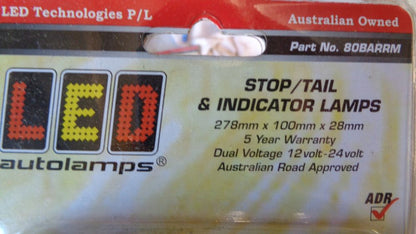 LED Technologies P/L
Australian Owned
Part No. 80BARRM
LED
autolamps®
STOP/TAIL
& INDICATOR LAMPS
278mm x 100mm x 28mm
5 Year Warranty
Dual Voltage 12volt-24volt
Australian Road Approved
ADR